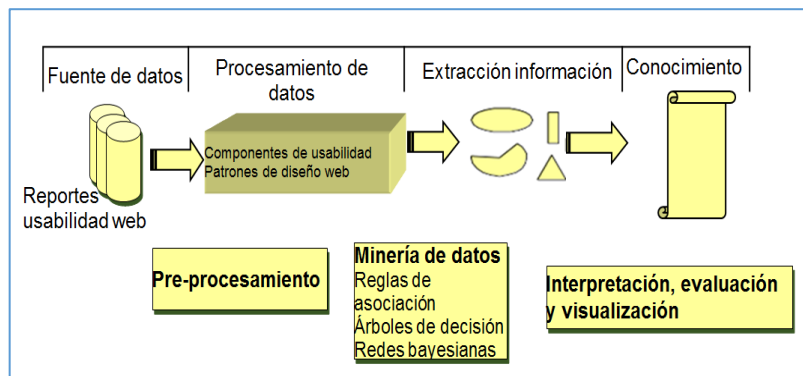 Fuente de datos
Procesamiento de
datos
Extracción información
Conocimiento
Componentes de usabilidad
Patrones de diseño web
Reportes
usabilidad web
Pre-procesamiento
Minería de datos
Reglas de
asociación
Árboles de decisión
Redes bayesianas
Interpretación, evaluación
y visualización